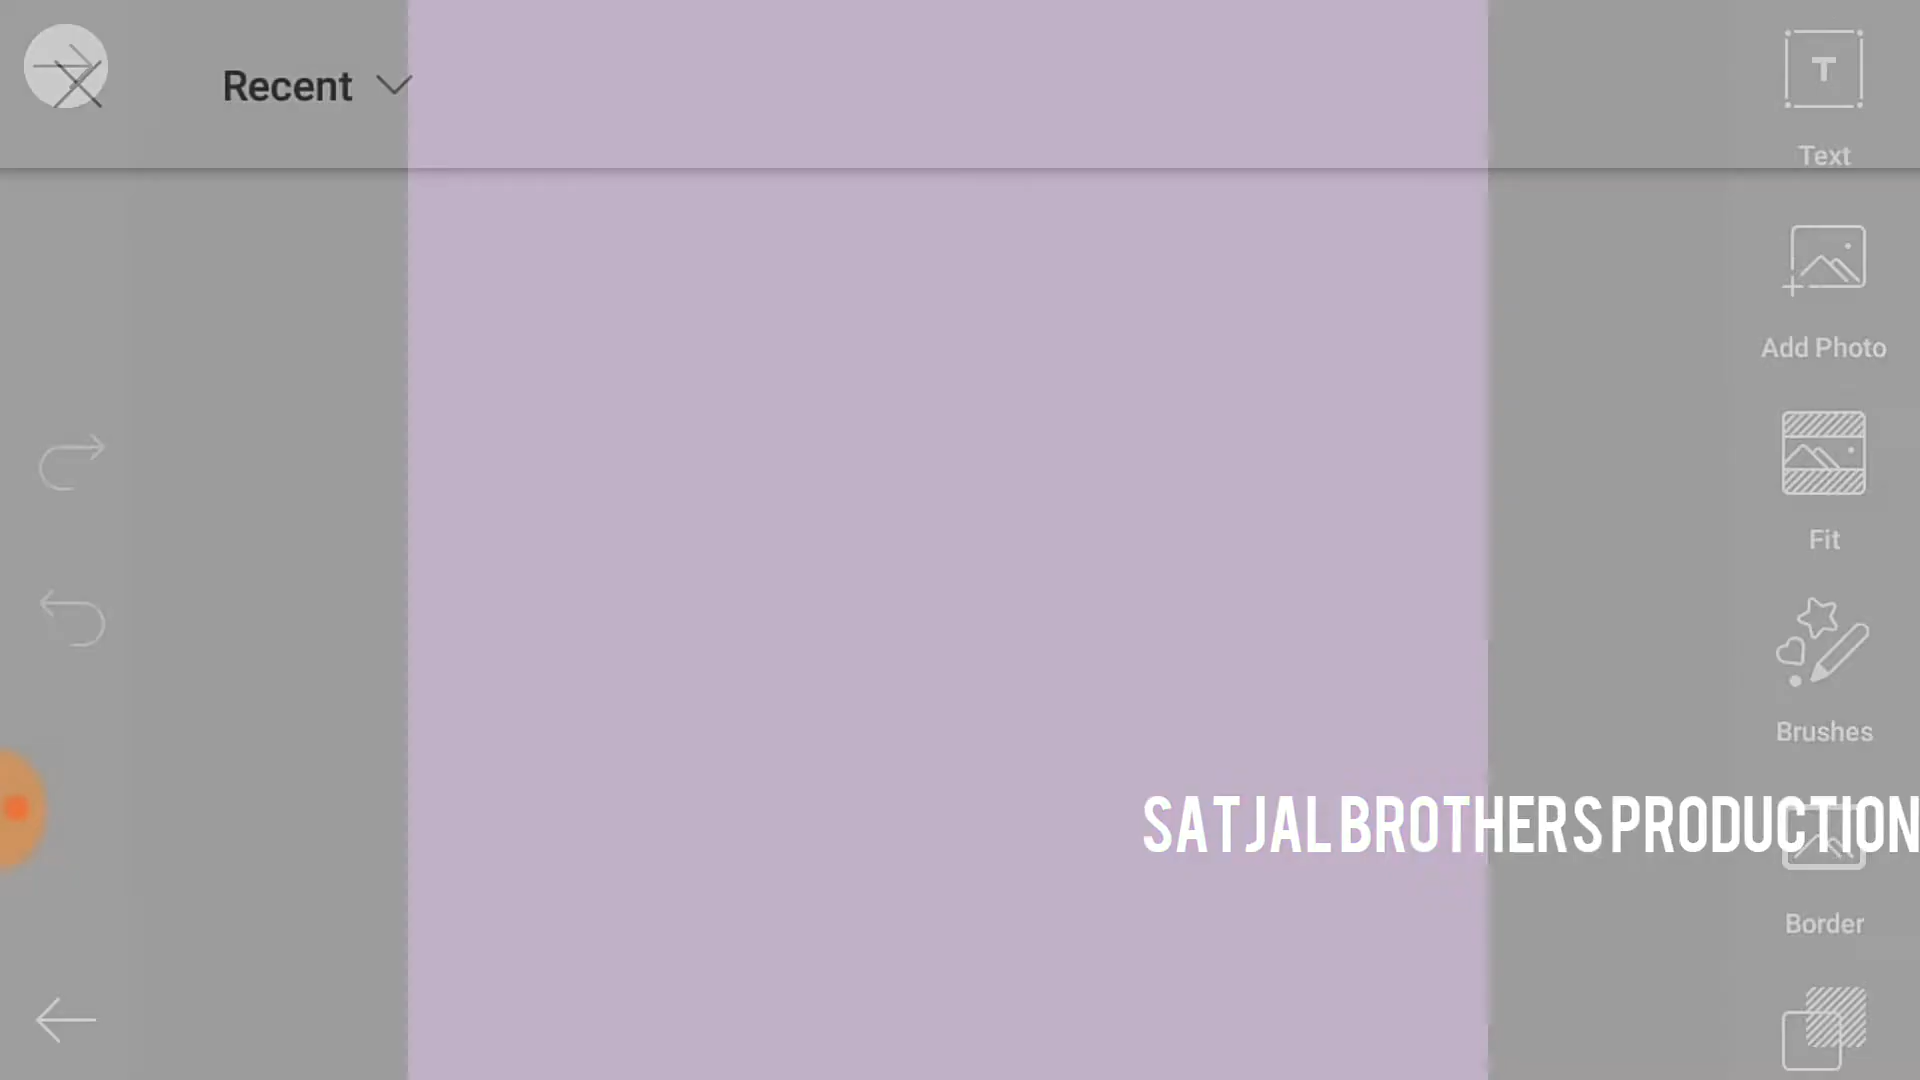 Recent
T
Text
Add Photo
Fit
Brushes
SATJAL BROTHERS PRODUCTION
Border